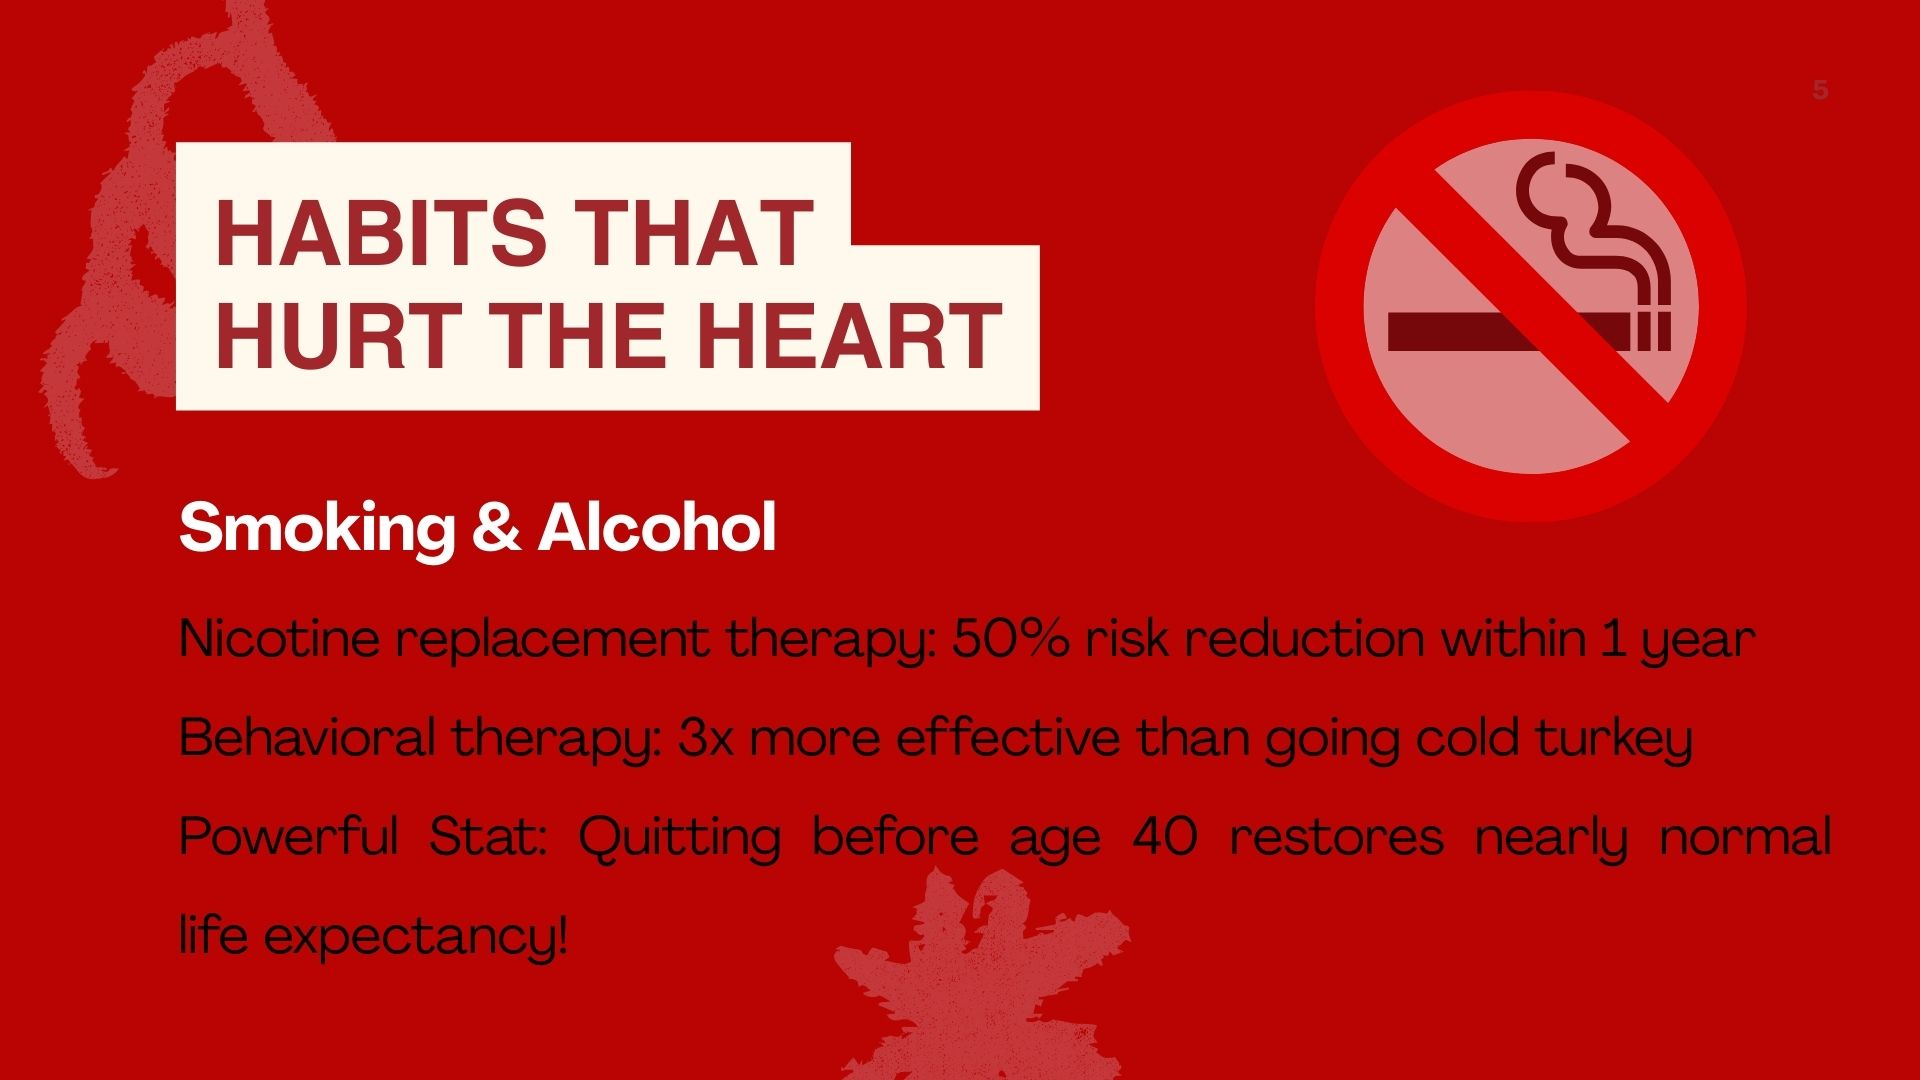 5
HABITS THAT
HURT THE HEART
Smoking & Alcohol
Nicotine replacement therapy: 50% risk reduction within 1 year
Behavioral therapy: 3x more effective than going cold turkey
Powerful Stat: Quitting before age 40 restores nearly normal
life expectancy!